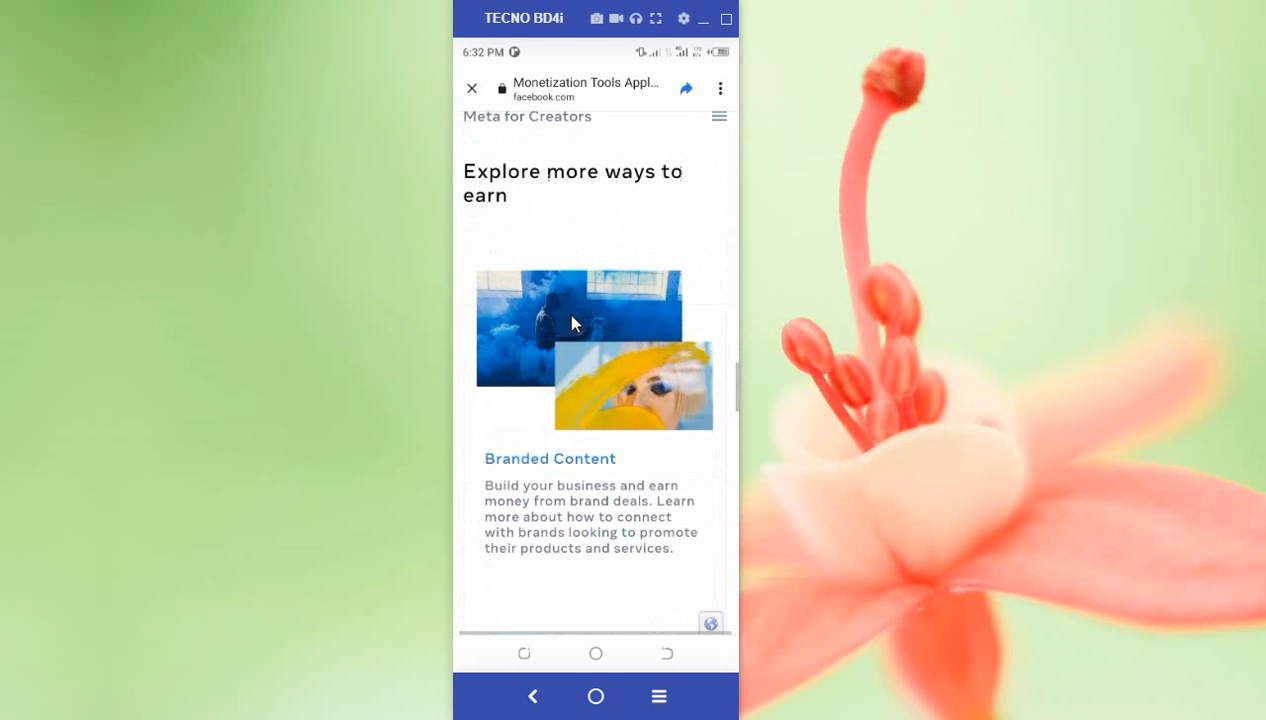 TECNO BD4i
6:32 PM
Monetization Tools Appl...
facebook.com
Meta for Creators
Explore more ways to
earn
Branded Content
Build your business and earn
money from brand deals. Learn
more about how to connect
with brands looking to promote
their products and services.